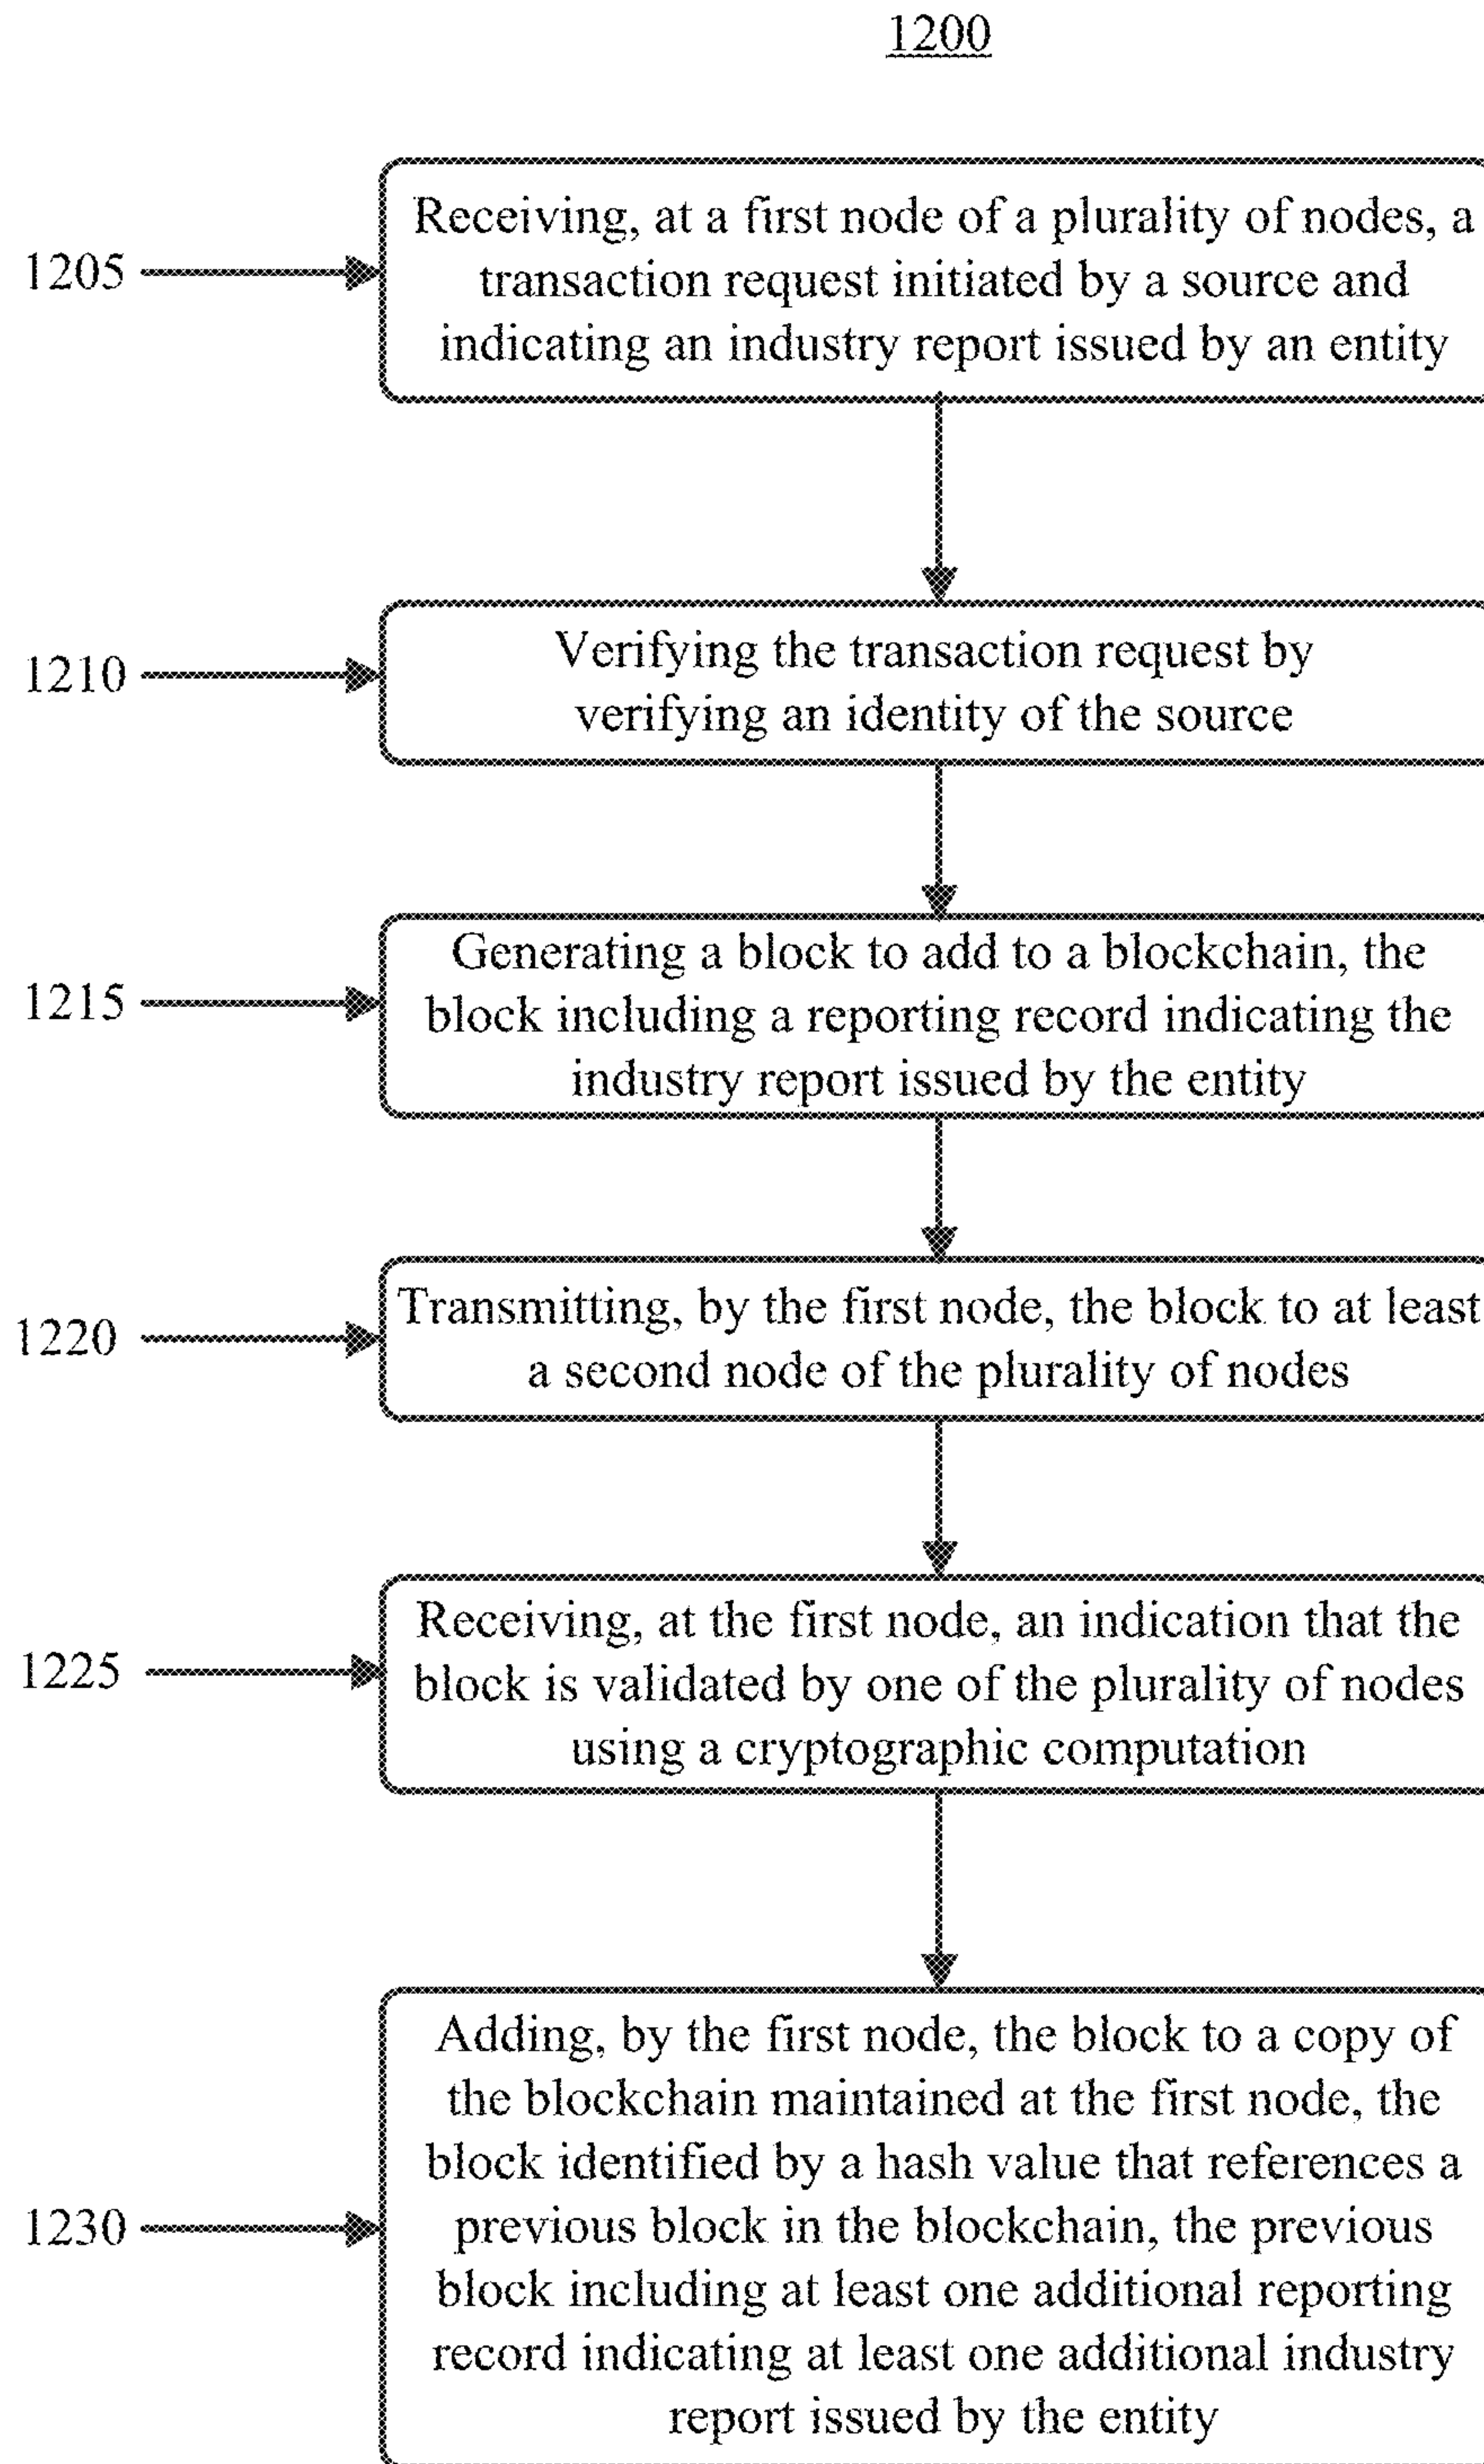 1200
1205
Receiving, at a first node of a plurality of nodes, a
transaction request initiated by a source and
indicating an industry report issued by an entity
1210
Verifying the transaction request by
verifying an identity of the source
1215
Generating a block to add to a blockchain, the
block including a reporting record indicating the
industry report issued by the entity
1220
Transmitting, by the first node, the block to at least
a second node of the plurality of nodes
1225
Receiving, at the first node, an indication that the
block is validated by one of the plurality of nodes
using a cryptographic computation
1230
Adding, by the first node, the block to a copy of
the blockchain maintained at the first node, the
block identified by a hash value that references a
previous block in the blockchain, the previous
block including at least one additional reporting
record indicating at least one additional industry
report issued by the entity